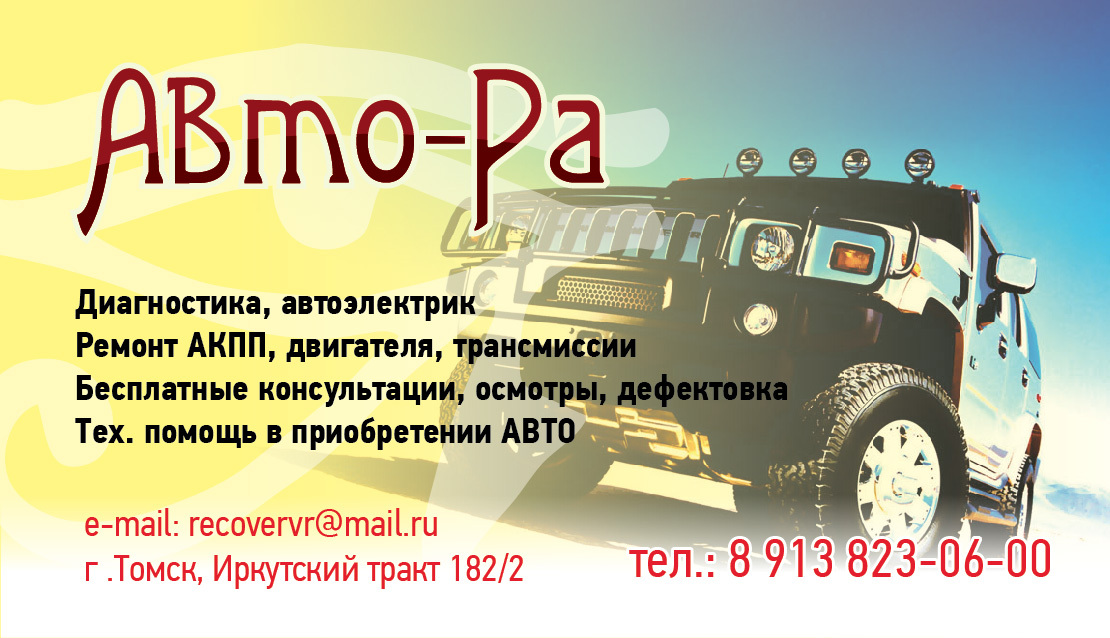 Авто-Ра
Диагностика, автоэлектрик
Ремонт АКПП, двигателя, трансмиссии
Бесплатные консультации, осмотры, дефектовка
Тех. помощь в приобретении АВТО
e-mail: recovervr@mail.ru
г .Томск, Иркутский тракт 182/2
тел.: 8 913 823-06-00